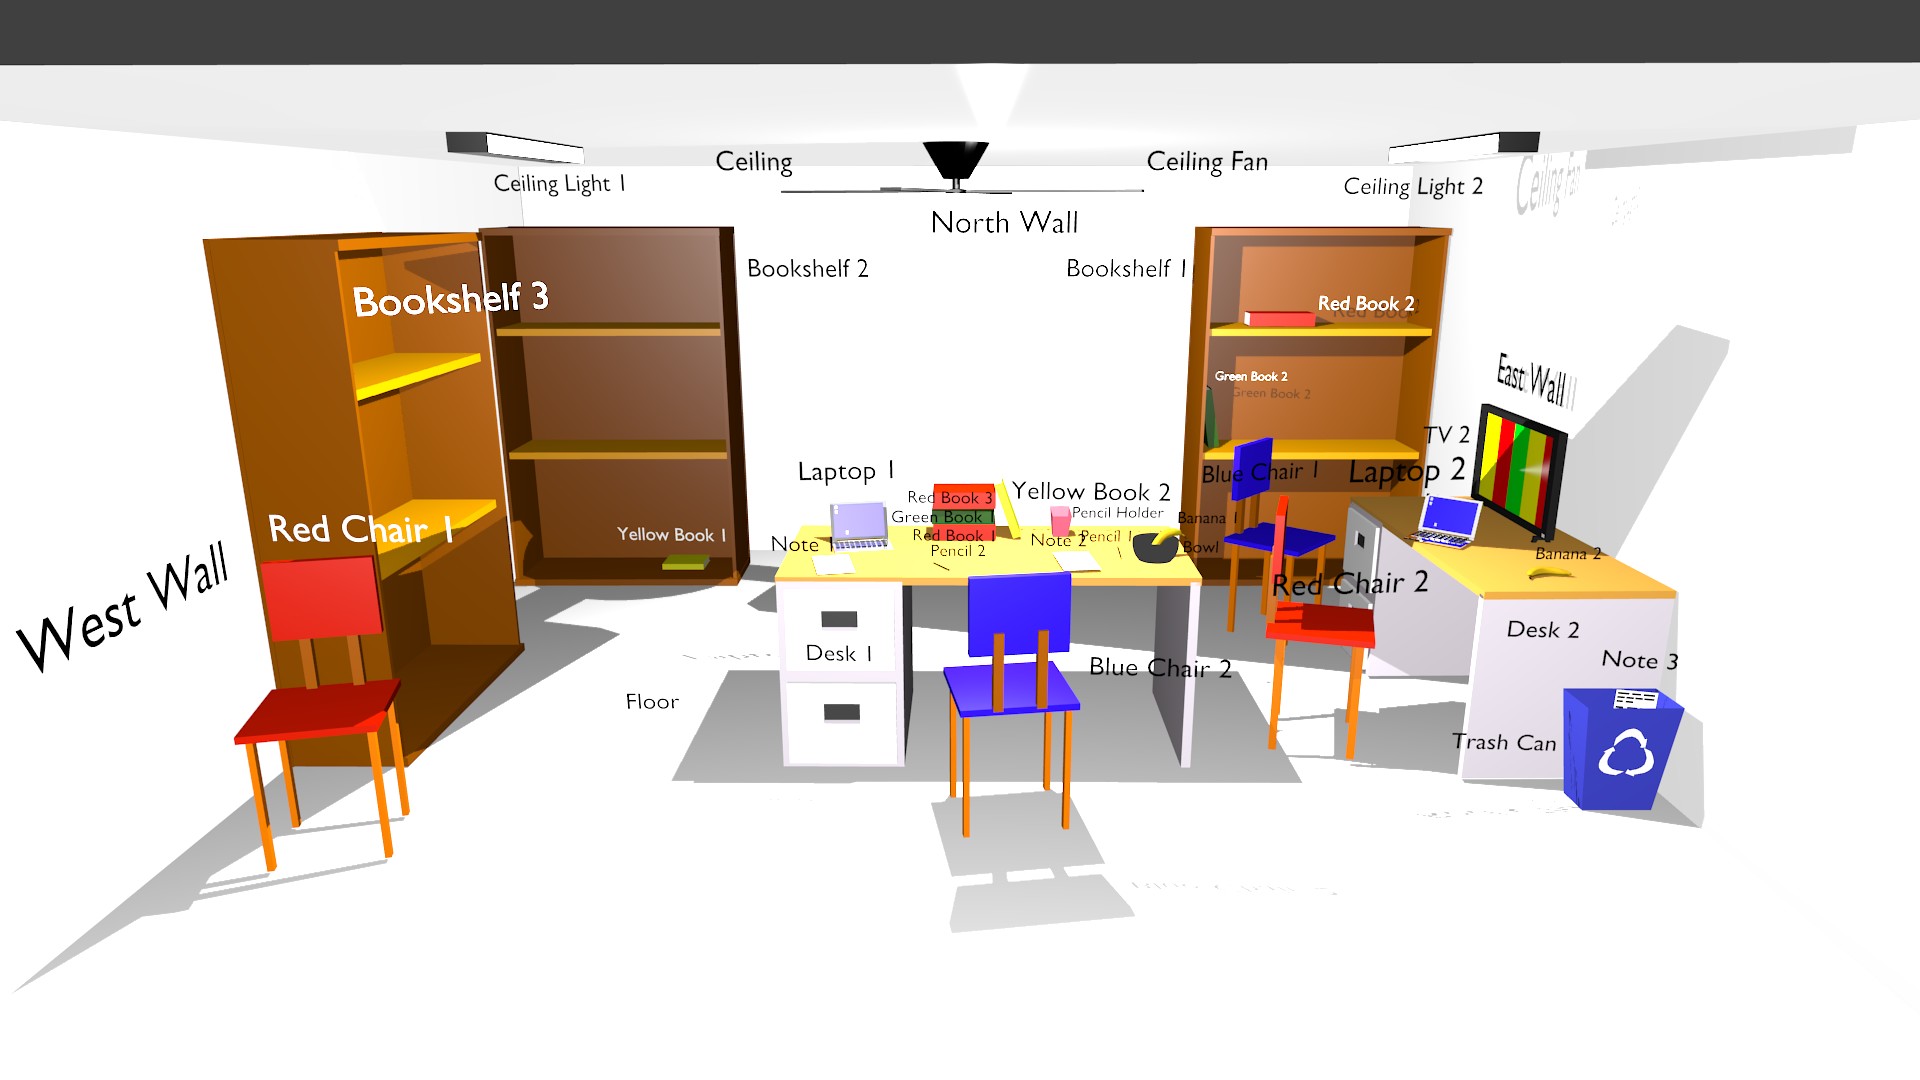 Ceiling
Ceiling Fan
Ceiling Light 1
Ceiling Light 2
Ceiling Fan
North Wall
Bookshelf 2
Bookshelf 1
Bookshelf 3
Red Book 2
Green Book 2
Green Book 2
East Wall
TV 2
Laptop 1
Blue Chair 1
Laptop 2
Red Book 3
Yellow Book 2
Pencil Holder
Green Book 1
Banana 1
Red Chair 1
Yellow Book 1
Red Book 1
Note 1
Pencil 2
Note 2
Pencil 1
Bowl
Banana 2
West Wall
Red Chair 2
Desk 2
Desk 1
Blue Chair 2
Note 3
Floor
Trash Can